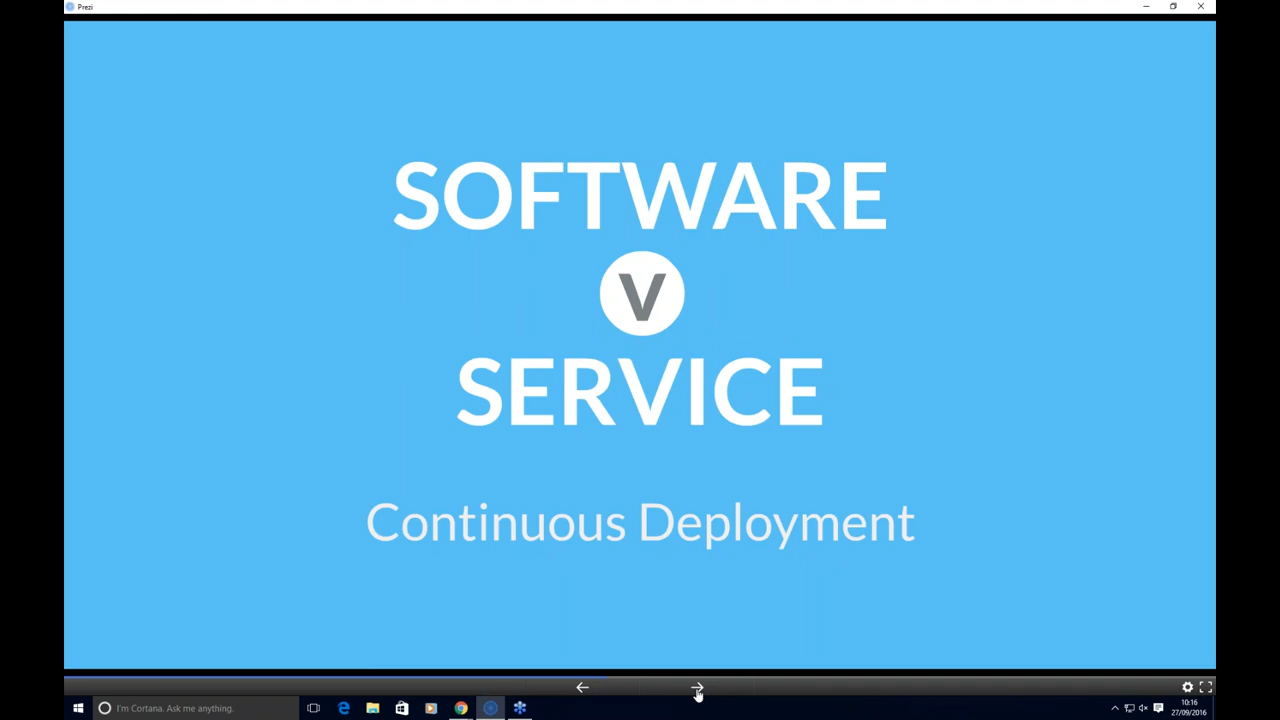 Prezi
SOFTWARE
V
SERVICE
Continuous Deployment
I'm Cortana. Ask me anything.
10:16
27/09/2016